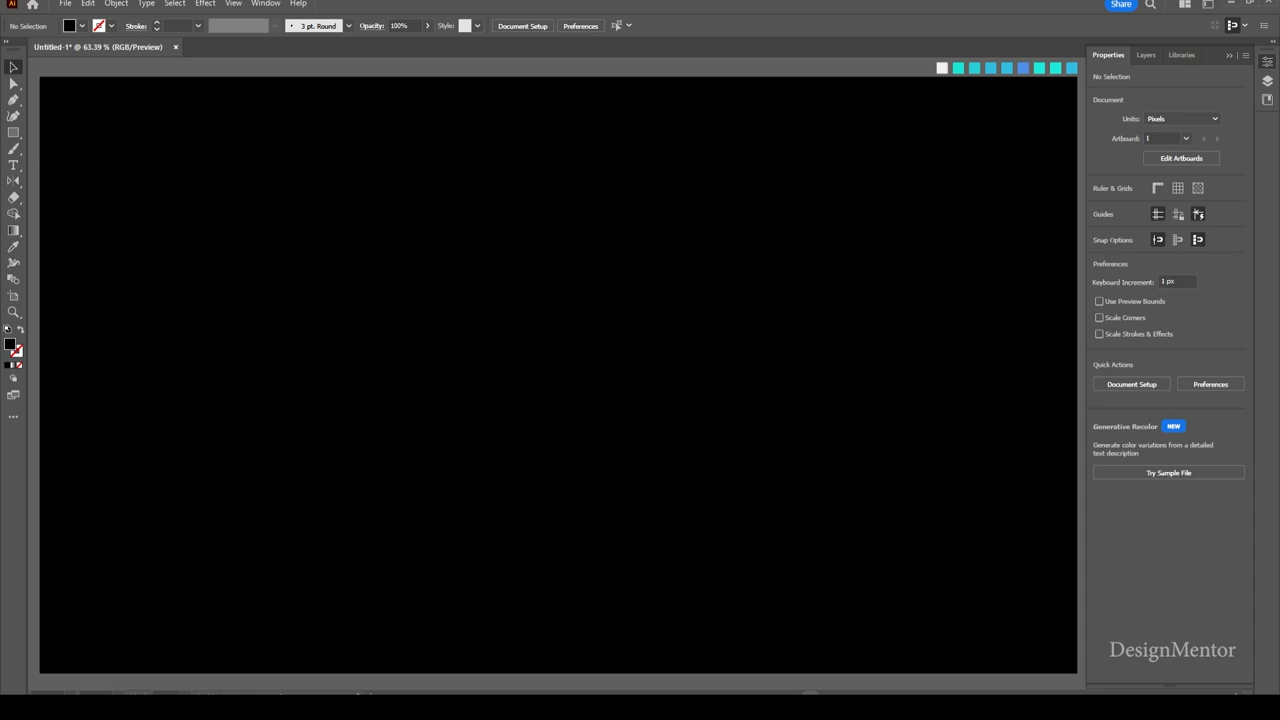 Ai File Edit Object Type Select Effect View Window Help Share
No Selection Stroke: 3 pt. Round Opacity: 100% Style: Document Setup Preferences
Untitled-1* @ 63.39 % (RGB/Preview) ×
Properties Layers Libraries
No Selection
Document
Units: Pixels
Artboard: 1
Edit Artboards
Ruler & Grids
Guides
Snap Options
Preferences
Keyboard Increment: 1 px
Use Preview Bounds
Scale Corners
Scale Strokes & Effects
Quick Actions
Document Setup Preferences
Generative Recolor NEW
Generate color variations from a detailed
text description
Try Sample File
DesignMentor